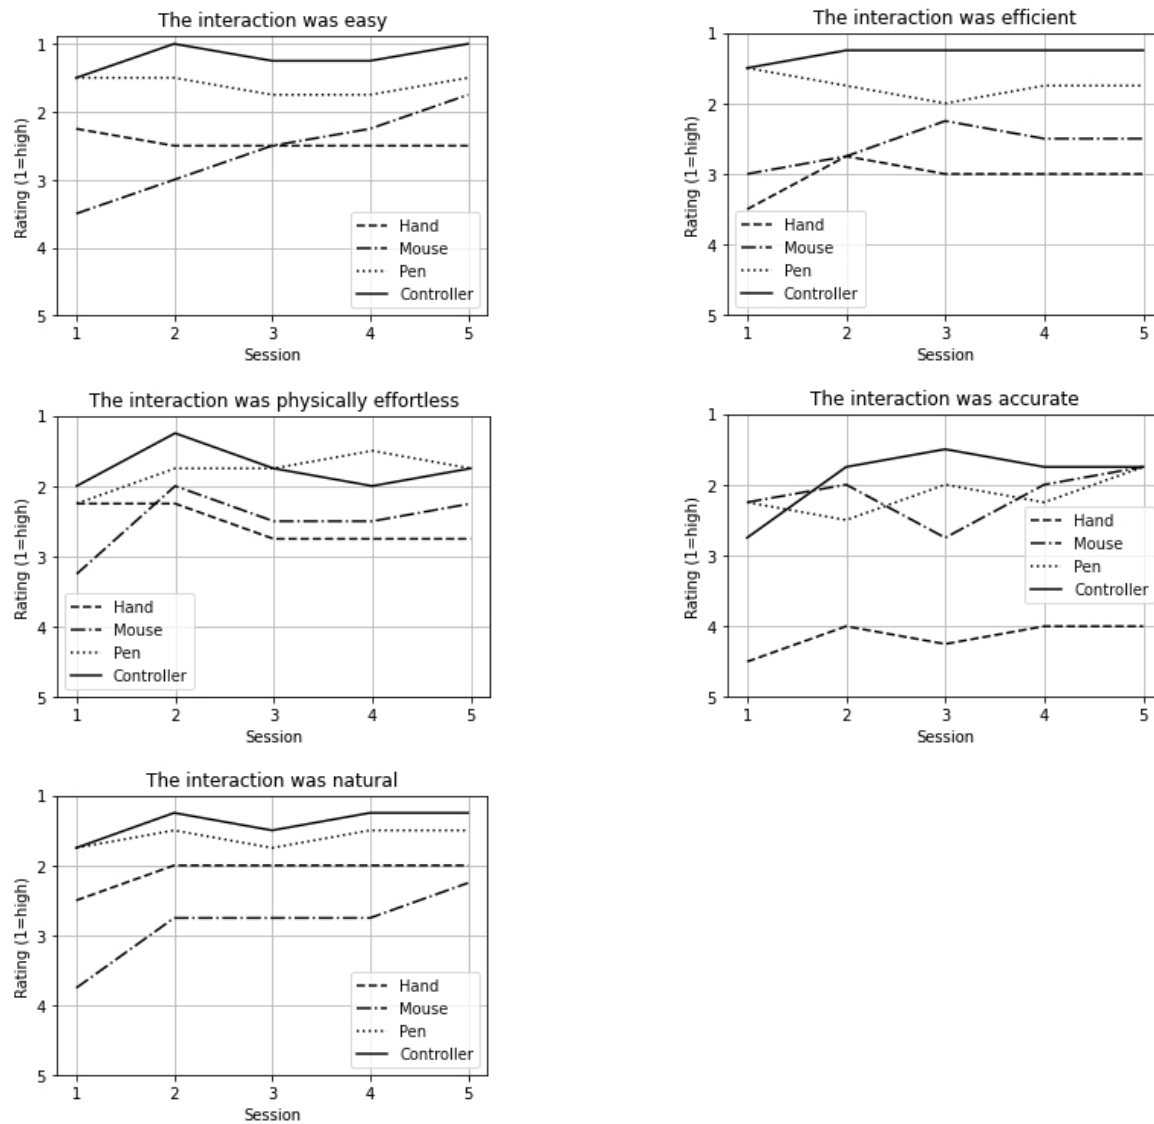 The interaction was easy
Rating (1=high)
1
2
3
4
5
Hand
Mouse
Pen
Controller
1 2 3 4 5
Session
The interaction was efficient
Rating (1=high)
1
2
3
4
5
Hand
Mouse
Pen
Controller
1 2 3 4 5
Session
The interaction was physically effortless
Rating (1=high)
1
2
3
4
5
Hand
Mouse
Pen
Controller
1 2 3 4 5
Session
The interaction was accurate
Rating (1=high)
1
2
3
4
5
Hand
Mouse
Pen
Controller
1 2 3 4 5
Session
The interaction was natural
Rating (1=high)
1
2
3
4
5
Hand
Mouse
Pen
Controller
1 2 3 4 5
Session